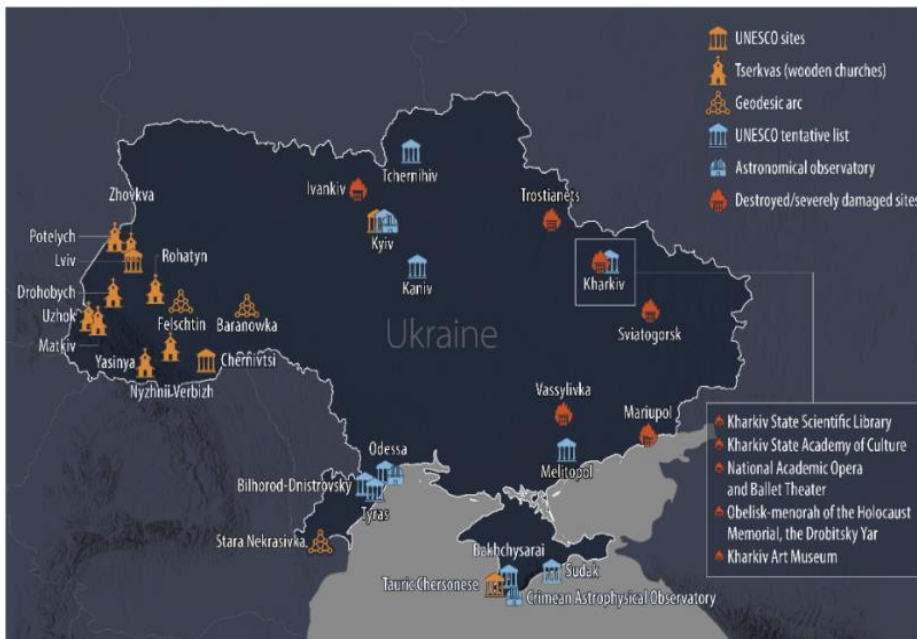 UNESCO sites
Tserkvas (wooden churches)
Geodesic arc
UNESCO tentative list
Astronomical observatory
Destroyed/severely damaged sites
Tchernihiv
Ivankiv
Trostianets
Zhovkva
Kyiv
Potelych
Lviv
Rohatyn
Kaniv
Kharkiv
Drohobych
Uzhok
Felschtin
Baranowka
Sviatogorsk
Ukraine
Matkiv
Yasinya
Chernivtsi
Nyzhnii Verbizh
Vassylivka
Mariupol
Kharkiv State Scientific Library
Kharkiv State Academy of Culture
National Academic Opera
and Ballet Theater
Obelisk-menorah of the Holocaust
Memorial, the Drobitsky Yar
Kharkiv Art Museum
Odessa
Melitopol
Bilhorod-Dnistrovsky
Tyras
Stara Nekrasivka
Bakhchysarai
Sudak
Tauric Chersonese
Crimean Astrophysical Observatory